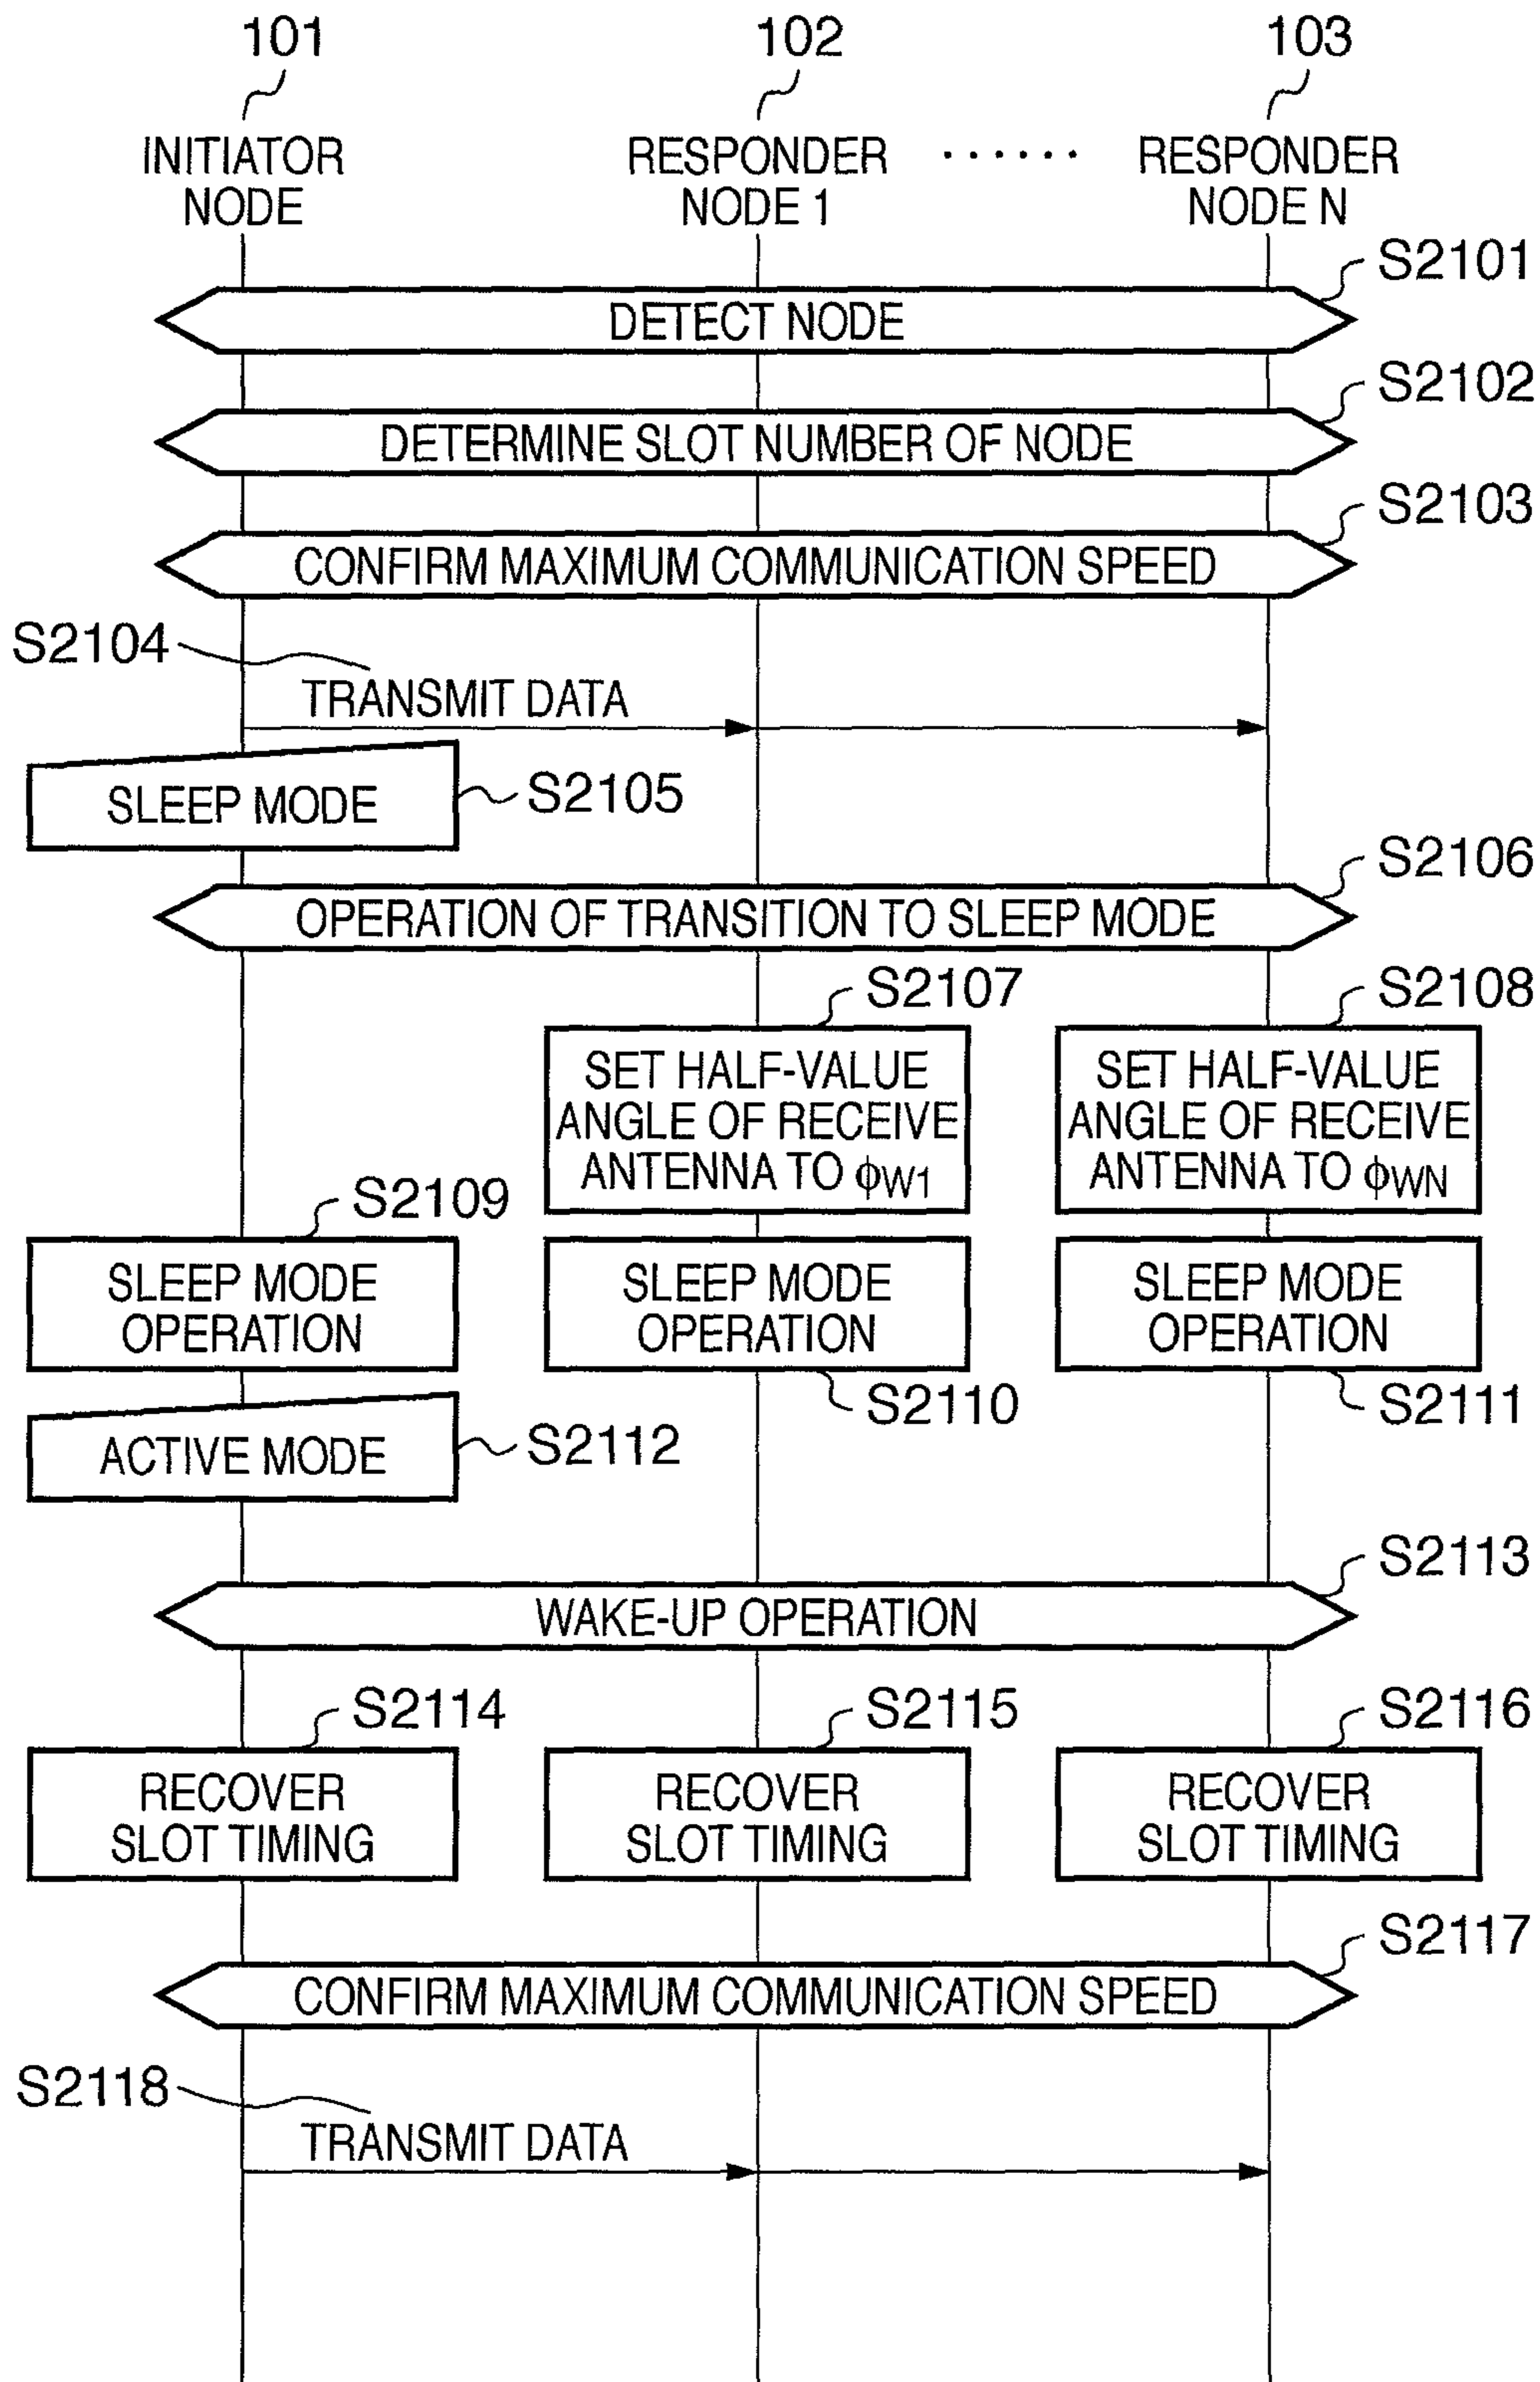 101
102
103
INITIATOR
NODE
RESPONDER
NODE 1
······
RESPONDER
NODE N
S2101
DETECT NODE
S2102
DETERMINE SLOT NUMBER OF NODE
S2103
CONFIRM MAXIMUM COMMUNICATION SPEED
S2104
TRANSMIT DATA
SLEEP MODE
S2105
S2106
OPERATION OF TRANSITION TO SLEEP MODE
S2107
SET HALF-VALUE
ANGLE OF RECEIVE
ANTENNA TO ϕW1
S2108
SET HALF-VALUE
ANGLE OF RECEIVE
ANTENNA TO ϕWN
S2109
SLEEP MODE
OPERATION
SLEEP MODE
OPERATION
S2110
SLEEP MODE
OPERATION
S2111
ACTIVE MODE
S2112
S2113
WAKE-UP OPERATION
S2114
RECOVER
SLOT TIMING
S2115
RECOVER
SLOT TIMING
S2116
RECOVER
SLOT TIMING
S2117
CONFIRM MAXIMUM COMMUNICATION SPEED
S2118
TRANSMIT DATA